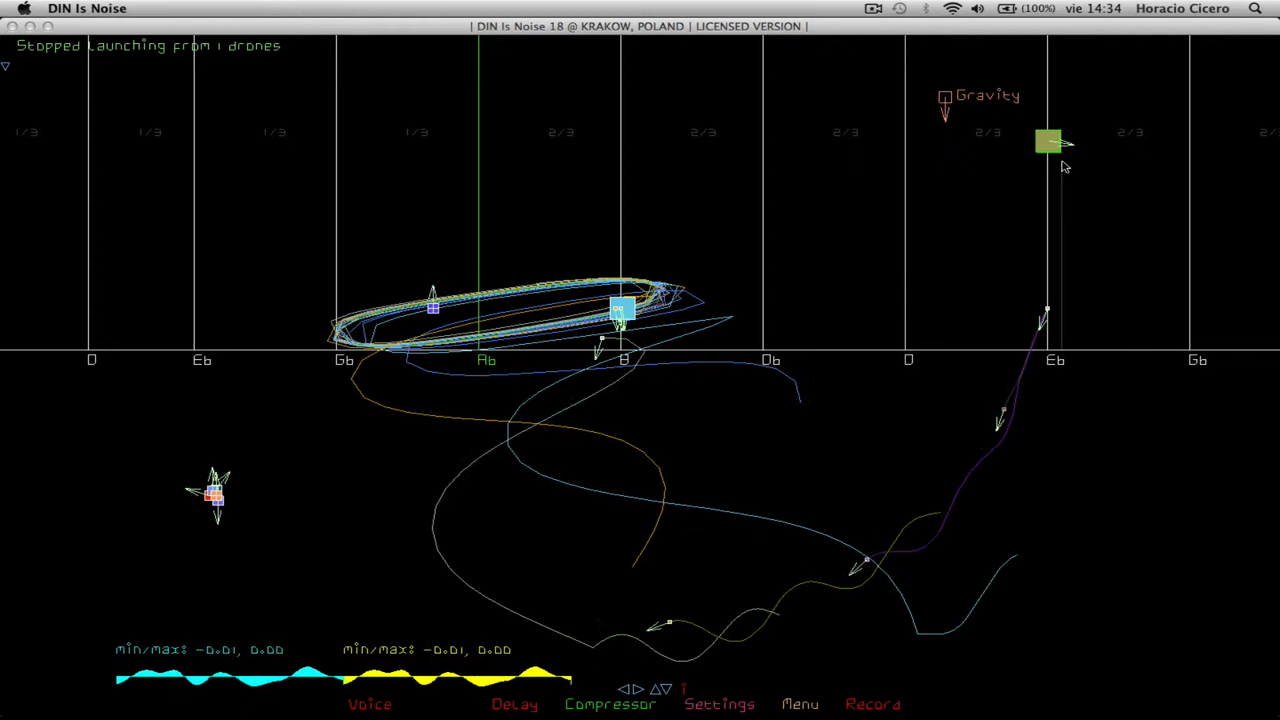 DIN Is Noise
(100%) vie 14:34 Horacio Cicero
| DIN Is Noise 18 @ KRAKOW, POLAND | LICENSED VERSION |
Stopped Launching from 1 drones
Gravity
1/3 1/3 1/3 1/3 2/3 2/3 2/3 2/3 2/3
D Eb Gb Ab B Db D Eb Gb
min/max: -0.01, 0.00 min/max: -0.01, 0.00
Voice Delay Compressor Settings Menu Record